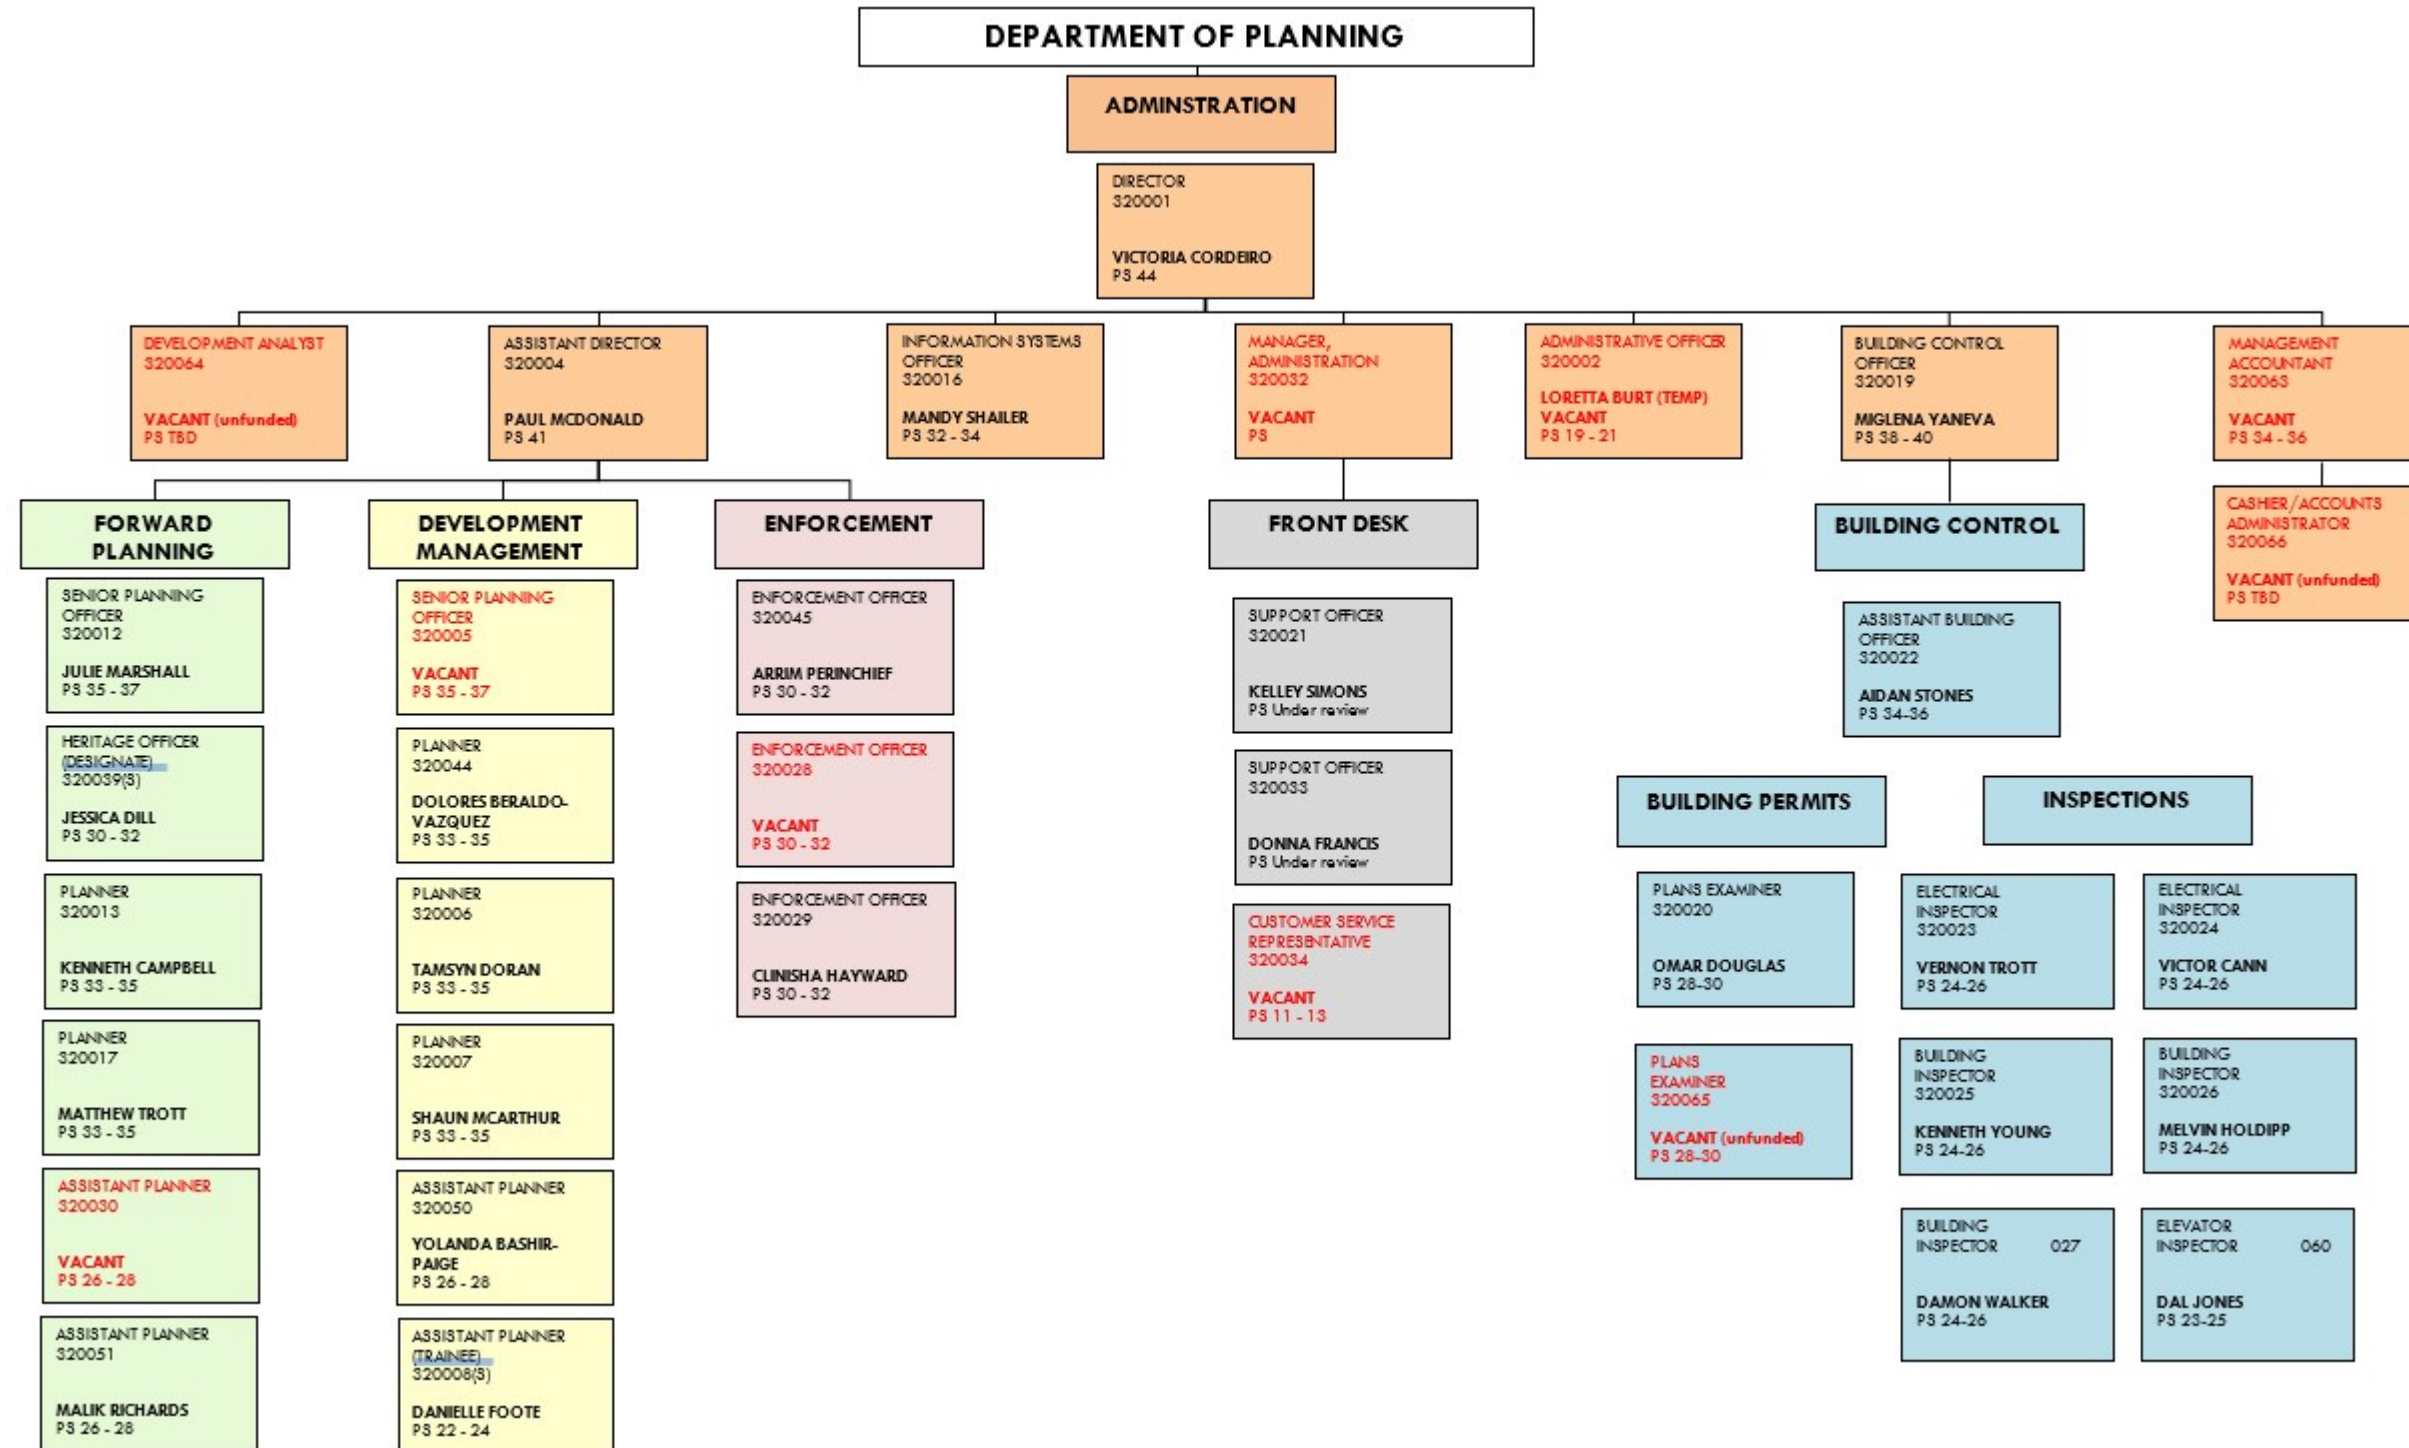 DEPARTMENT OF PLANNING
ADMINSTRATION
DIRECTOR
320001
VICTORIA CORDEIRO
PS 44
DEVELOPMENT ANALYST
320064
VACANT (unfunded)
PS TBD
ASSISTANT DIRECTOR
320004
PAUL MCDONALD
PS 41
INFORMATION SYSTEMS
OFFICER
320016
MANDY SHAILER
PS 32 - 34
MANAGER,
ADMINISTRATION
320032
VACANT
PS
ADMINISTRATIVE OFFICER
320002
LORETTA BURT (TEMP)
VACANT
PS 19 - 21
BUILDING CONTROL
OFFICER
320019
MIGLENA YANEVA
PS 38 - 40
MANAGEMENT
ACCOUNTANT
320063
VACANT
PS 34 - 36
CASHIER/ACCOUNTS
ADMINISTRATOR
320066
VACANT (unfunded)
PS TBD
FORWARD
PLANNING
SENIOR PLANNING
OFFICER
320012
JULIE MARSHALL
PS 35 - 37
HERITAGE OFFICER
(DESIGNATE)
320039(S)
JESSICA DILL
PS 30 - 32
PLANNER
320013
KENNETH CAMPBELL
PS 33 - 35
PLANNER
320017
MATTHEW TROTT
PS 33 - 35
ASSISTANT PLANNER
320030
VACANT
PS 26 - 28
ASSISTANT PLANNER
320051
MALIK RICHARDS
PS 26 - 28
DEVELOPMENT
MANAGEMENT
SENIOR PLANNING
OFFICER
320005
VACANT
PS 35 - 37
PLANNER
320044
DOLORES BERALDO-
VAZQUEZ
PS 33 - 35
PLANNER
320006
TAMSYN DORAN
PS 33 - 35
PLANNER
320007
SHAUN MCARTHUR
PS 33 - 35
ASSISTANT PLANNER
320050
YOLANDA BASHIR-
PAIGE
PS 26 - 28
ASSISTANT PLANNER
(TRAINEE)
320008(S)
DANIELLE FOOTE
PS 22 - 24
ENFORCEMENT
ENFORCEMENT OFFICER
320045
ARRIM PERINCHIEF
PS 30 - 32
ENFORCEMENT OFFICER
320028
VACANT
PS 30 - 32
ENFORCEMENT OFFICER
320029
CLINISHA HAYWARD
PS 30 - 32
FRONT DESK
SUPPORT OFFICER
320021
KELLEY SIMONS
PS Under review
SUPPORT OFFICER
320033
DONNA FRANCIS
PS Under review
CUSTOMER SERVICE
REPRESENTATIVE
320034
VACANT
PS 11 - 13
BUILDING CONTROL
ASSISTANT BUILDING
OFFICER
320022
AIDAN STONES
PS 34-36
BUILDING PERMITS
PLANS EXAMINER
320020
OMAR DOUGLAS
PS 28-30
PLANS
EXAMINER
320065
VACANT (unfunded)
PS 28-30
INSPECTIONS
ELECTRICAL
INSPECTOR
320023
VERNON TROTT
PS 24-26
ELECTRICAL
INSPECTOR
320024
VICTOR CANN
PS 24-26
BUILDING
INSPECTOR
320025
KENNETH YOUNG
PS 24-26
BUILDING
INSPECTOR
320026
MELVIN HOLDIPP
PS 24-26
BUILDING
INSPECTOR 027
DAMON WALKER
PS 24-26
ELEVATOR
INSPECTOR 060
DAL JONES
PS 23-25